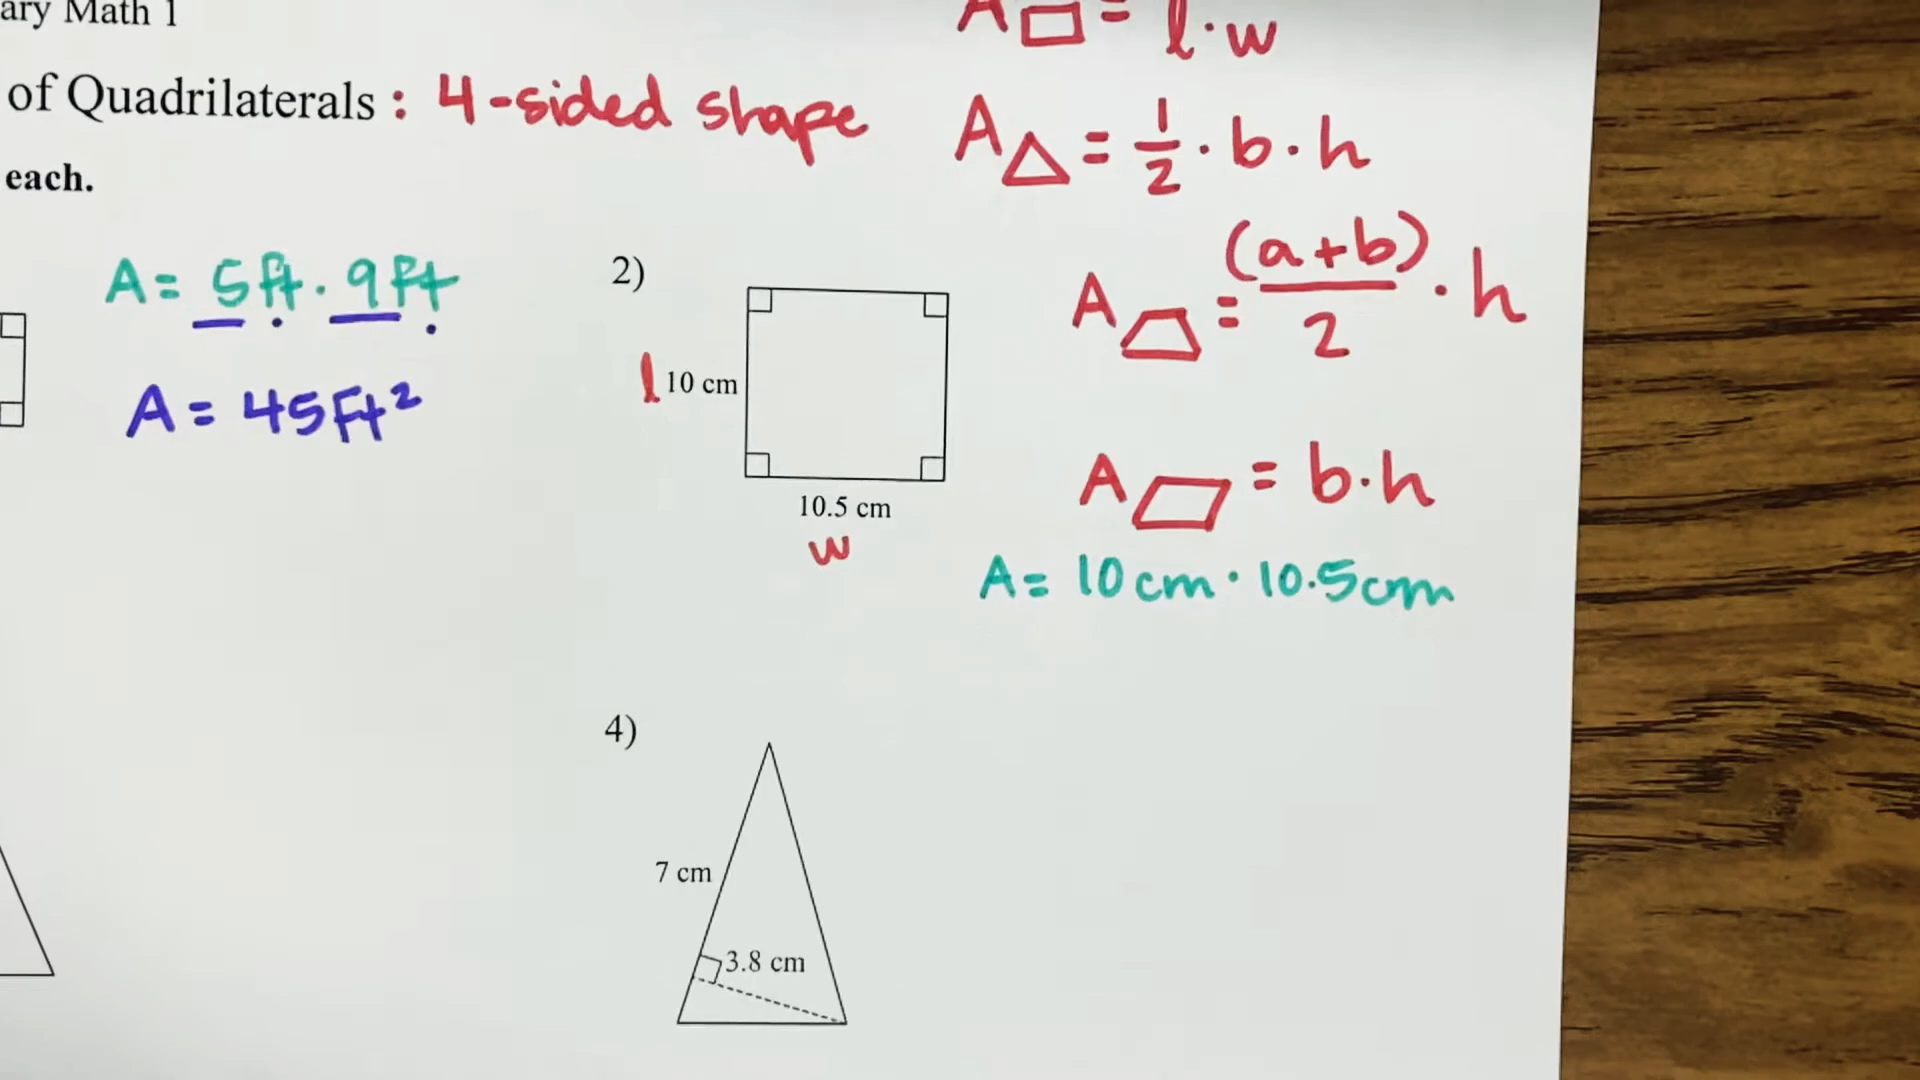 ary Math 1
A▭ = l·w
of Quadrilaterals : 4-sided shape
A△ = 1/2 · b · h
each.
A = 5ft · 9ft
A = 45ft²
2)
l 10 cm
10.5 cm
w
A⏢ = (a+b)/2 · h
A▱ = b·h
A = 10cm · 10.5cm
4)
7 cm
3.8 cm